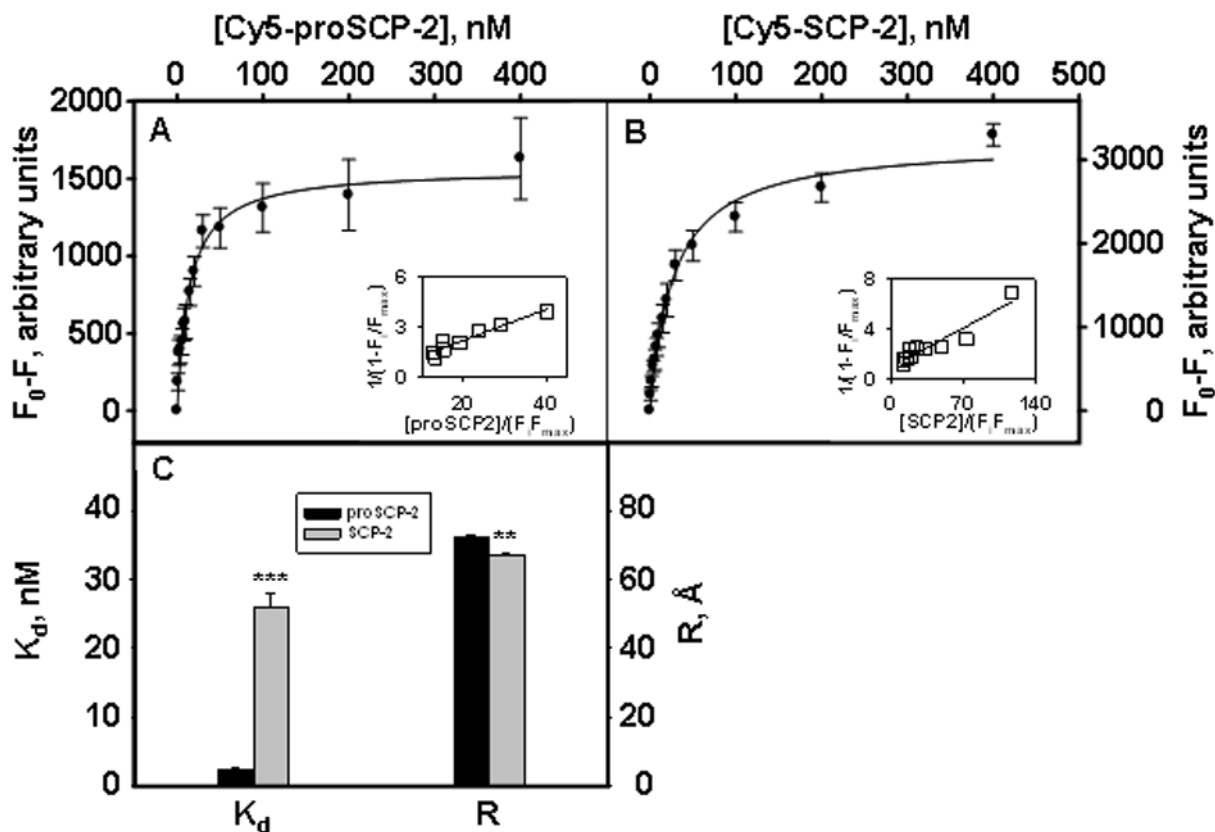 [Cy5-proSCP-2], nM
[Cy5-SCP-2], nM
0 100 200 300 400
0 100 200 300 400 500
A
B
2000
1500
1000
500
0
F0-F, arbitrary units
3000
2000
1000
0
F0-F, arbitrary units
6
3
0
1/(1-Fi/Fmax)
20 40
[proSCP2]/(FiFmax)
8
4
0
1/(1-Fi/Fmax)
0 70 140
[SCP2]/(FiFmax)
C
40
30
20
10
0
Kd, nM
proSCP-2
SCP-2
***
**
80
60
40
20
0
R, Å
Kd R